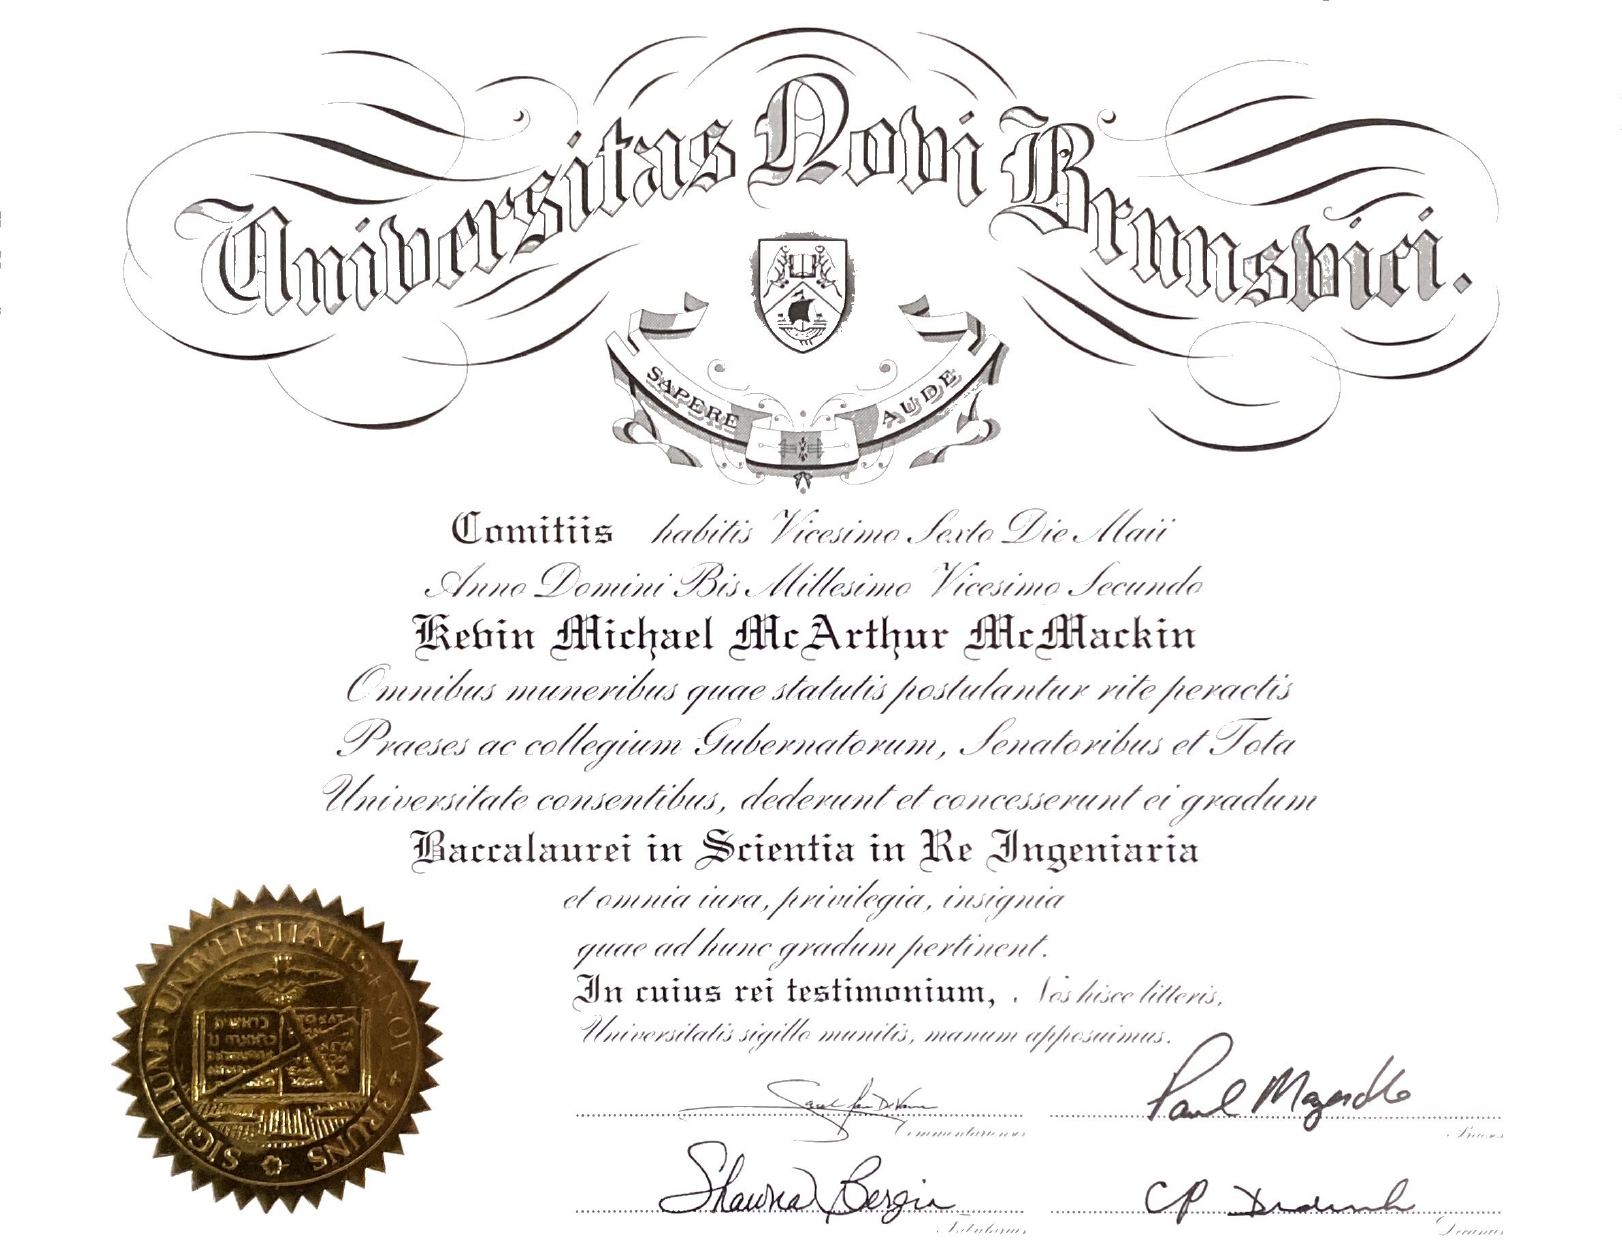 Universitas Novi Brunsvici.
SAPERE AUDE
Comitiis habitis Vicesimo Sexto Die Maii
Anno Domini Bis Millesimo Vicesimo Secundo
Kevin Michael McArthur McMackin
Omnibus muneribus quae statutis postulantur rite peractis
Praeses ac collegium Gubernatorum, Senatoribus et Tota
Universitate consentibus, dederunt et concesserunt ei gradum
Baccalaurei in Scientia in Re Ingeniaria
et omnia iura, privilegia, insignia
quae ad hunc gradum pertinent.
In cuius rei testimonium, Nos hisce litteris,
Universitatis sigillo munitis, manum apposuimus.
Paul Mazerolle
Commentariensis
Praeses
Shawna Bergin
CP
Notatorius
Decanus
SIGILLUM UNIVERSITATIS NOVI BRUNS